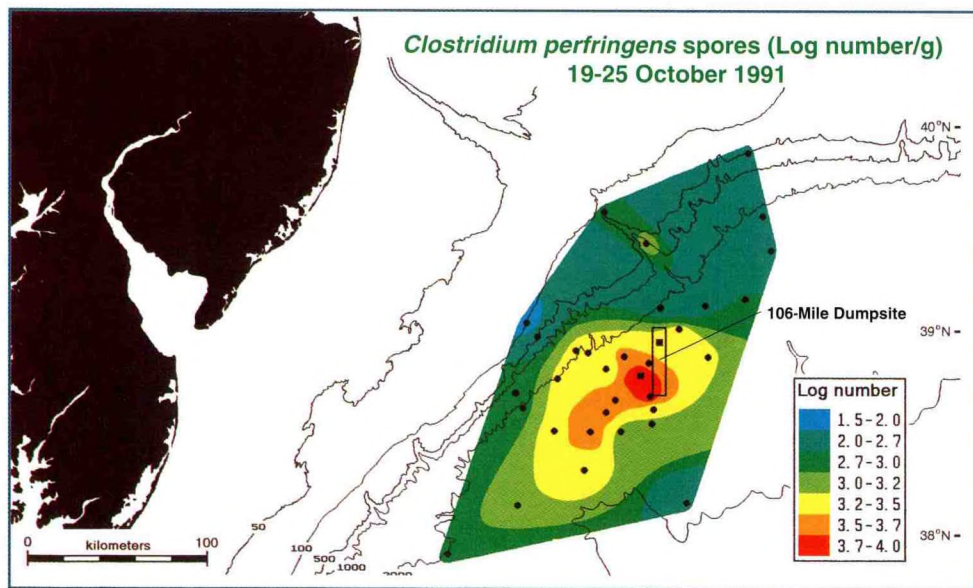 Clostridium perfringens spores (Log number/g)
19-25 October 1991
40°N
39°N
106-Mile Dumpsite
Log number
1.5-2.0
2.0-2.7
2.7-3.0
3.0-3.2
3.2-3.5
3.5-3.7
3.7-4.0
38°N
0 100
kilometers
50
100
500
1000
2000